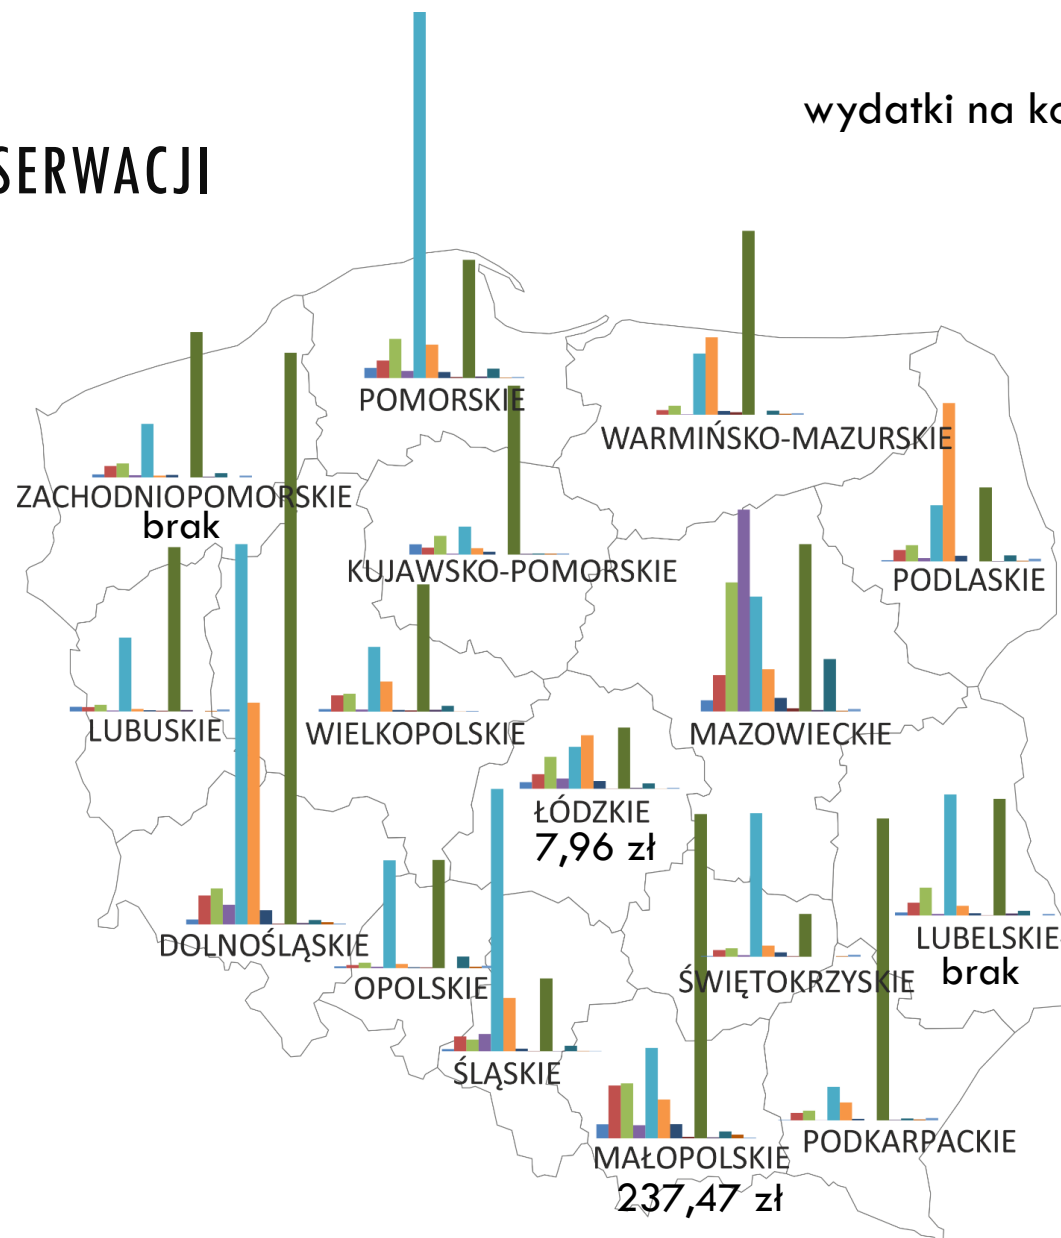 wydatki na ko
SERWACJI
POMORSKIE
WARMIŃSKO-MAZURSKIE
ZACHODNIOPOMORSKIE
brak
KUJAWSKO-POMORSKIE
PODLASKIE
LUBUSKIE
WIELKOPOLSKIE
MAZOWIECKIE
ŁÓDZKIE
7,96 zł
DOLNOŚLĄSKIE
LUBELSKIE
brak
OPOLSKIE
ŚWIĘTOKRZYSKIE
ŚLĄSKIE
PODKARPACKIE
MAŁOPOLSKIE
237,47 zł